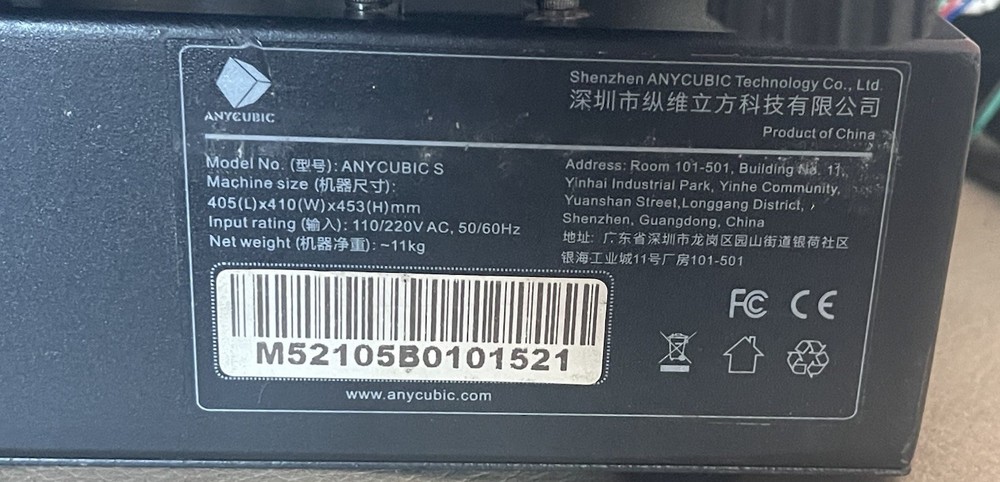 ANYCUBIC
Shenzhen ANYCUBIC Technology Co., Ltd.
深圳市纵维立方科技有限公司
Product of China
Model No. (型号): ANYCUBIC S
Machine size (机器尺寸):
405(L)x410(W)x453(H)mm
Input rating (输入): 110/220V AC, 50/60Hz
Net weight (机器净重): ~11kg
Address: Room 101-501, Building No. 11,
Yinhai Industrial Park, Yinhe Community,
Yuanshan Street,Longgang District,
Shenzhen, Guangdong, China
地址: 广东省深圳市龙岗区园山街道银荷社区
银海工业城11号厂房101-501
M52105B0101521
FC CE
www.anycubic.com